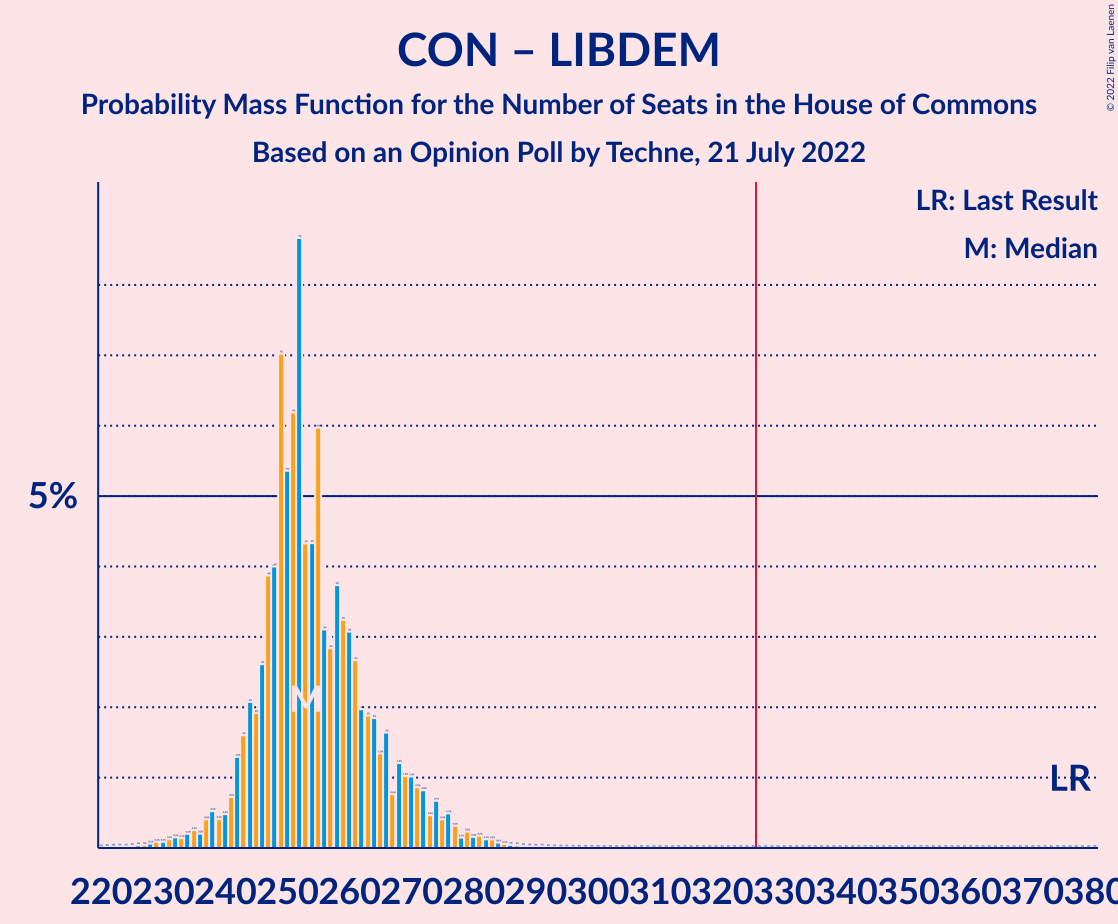 CON – LIBDEM
Probability Mass Function for the Number of Seats in the House of Commons
Based on an Opinion Poll by Techne, 21 July 2022
© 2022 Filip van Laenen
LR: Last Result
M: Median
5%
M
LR
220230240250260270280290300310320330340350360370380